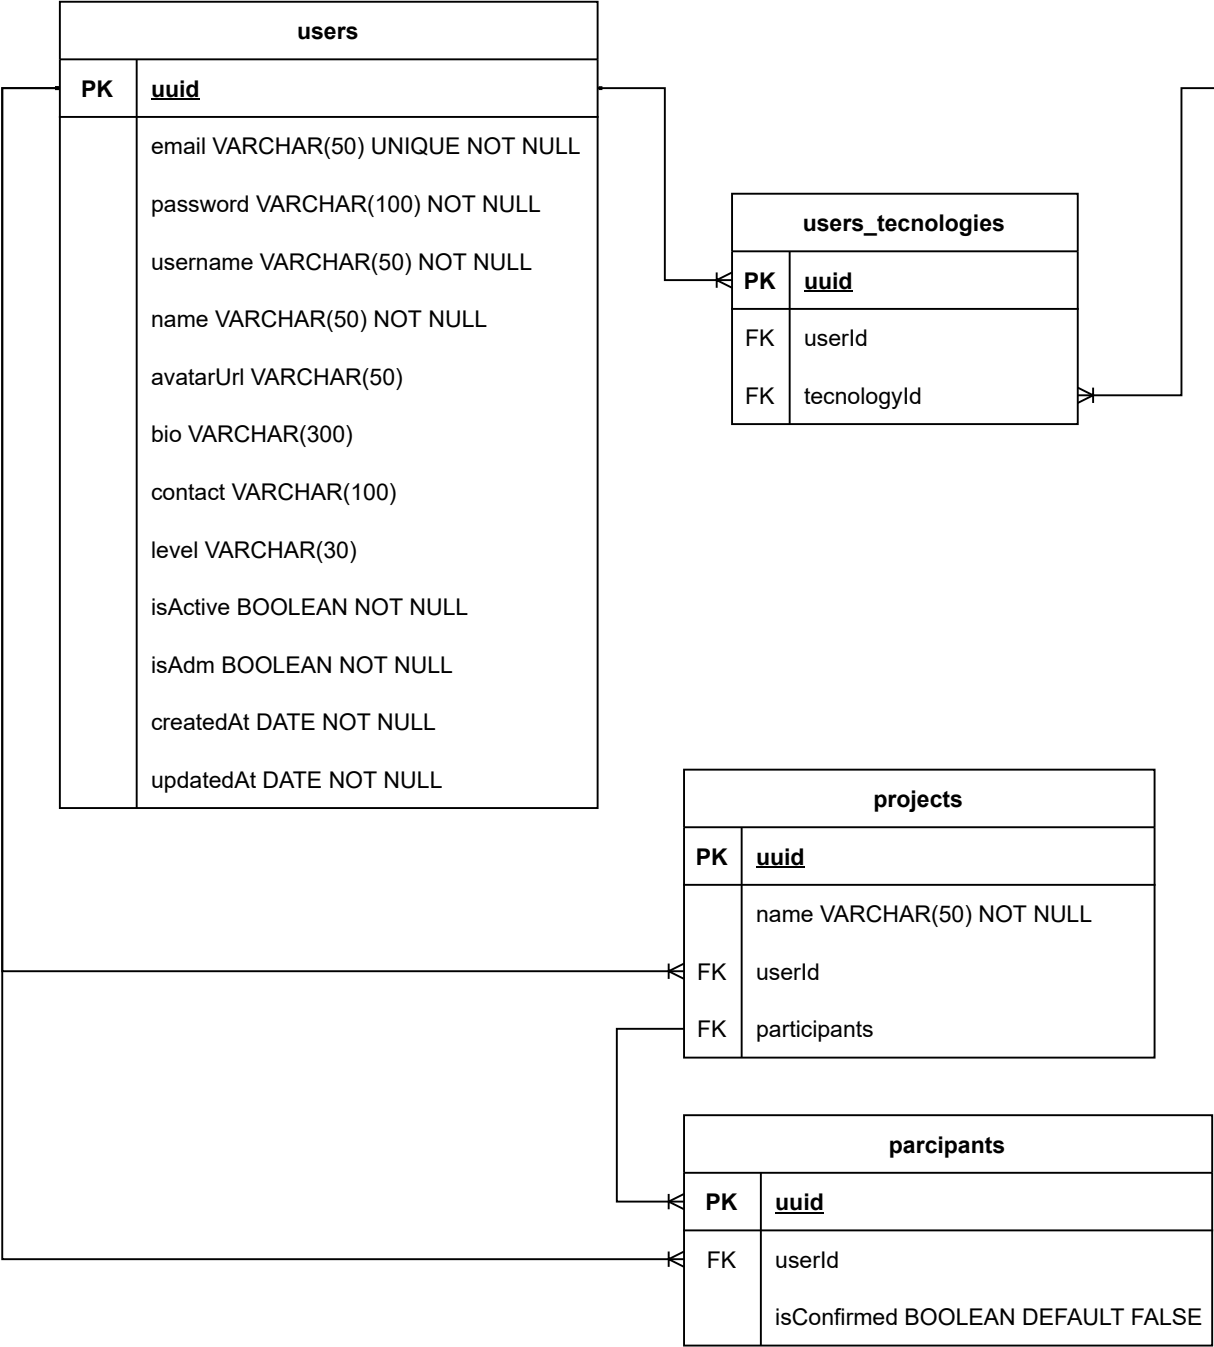 users
PK uuid
email VARCHAR(50) UNIQUE NOT NULL
password VARCHAR(100) NOT NULL
username VARCHAR(50) NOT NULL
name VARCHAR(50) NOT NULL
avatarUrl VARCHAR(50)
bio VARCHAR(300)
contact VARCHAR(100)
level VARCHAR(30)
isActive BOOLEAN NOT NULL
isAdm BOOLEAN NOT NULL
createdAt DATE NOT NULL
updatedAt DATE NOT NULL
users_tecnologies
PK uuid
FK userId
FK tecnologyId
projects
PK uuid
name VARCHAR(50) NOT NULL
FK userId
FK participants
parcipants
PK uuid
FK userId
isConfirmed BOOLEAN DEFAULT FALSE